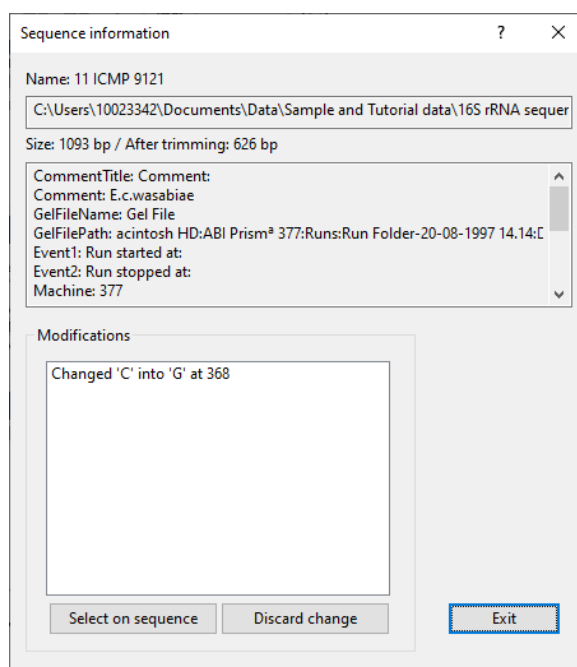 Sequence information
?
Name: 11 ICMP 9121
C:\Users\10023342\Documents\Data\Sample and Tutorial data\16S rRNA sequer
Size: 1093 bp / After trimming: 626 bp
CommentTitle: Comment:
Comment: E.c.wasabiae
GelFileName: Gel File
GelFilePath: acintosh HD:ABI Prismª 377:Runs:Run Folder-20-08-1997 14.14:D
Event1: Run started at:
Event2: Run stopped at:
Machine: 377
Modifications
Changed 'C' into 'G' at 368
Select on sequence
Discard change
Exit